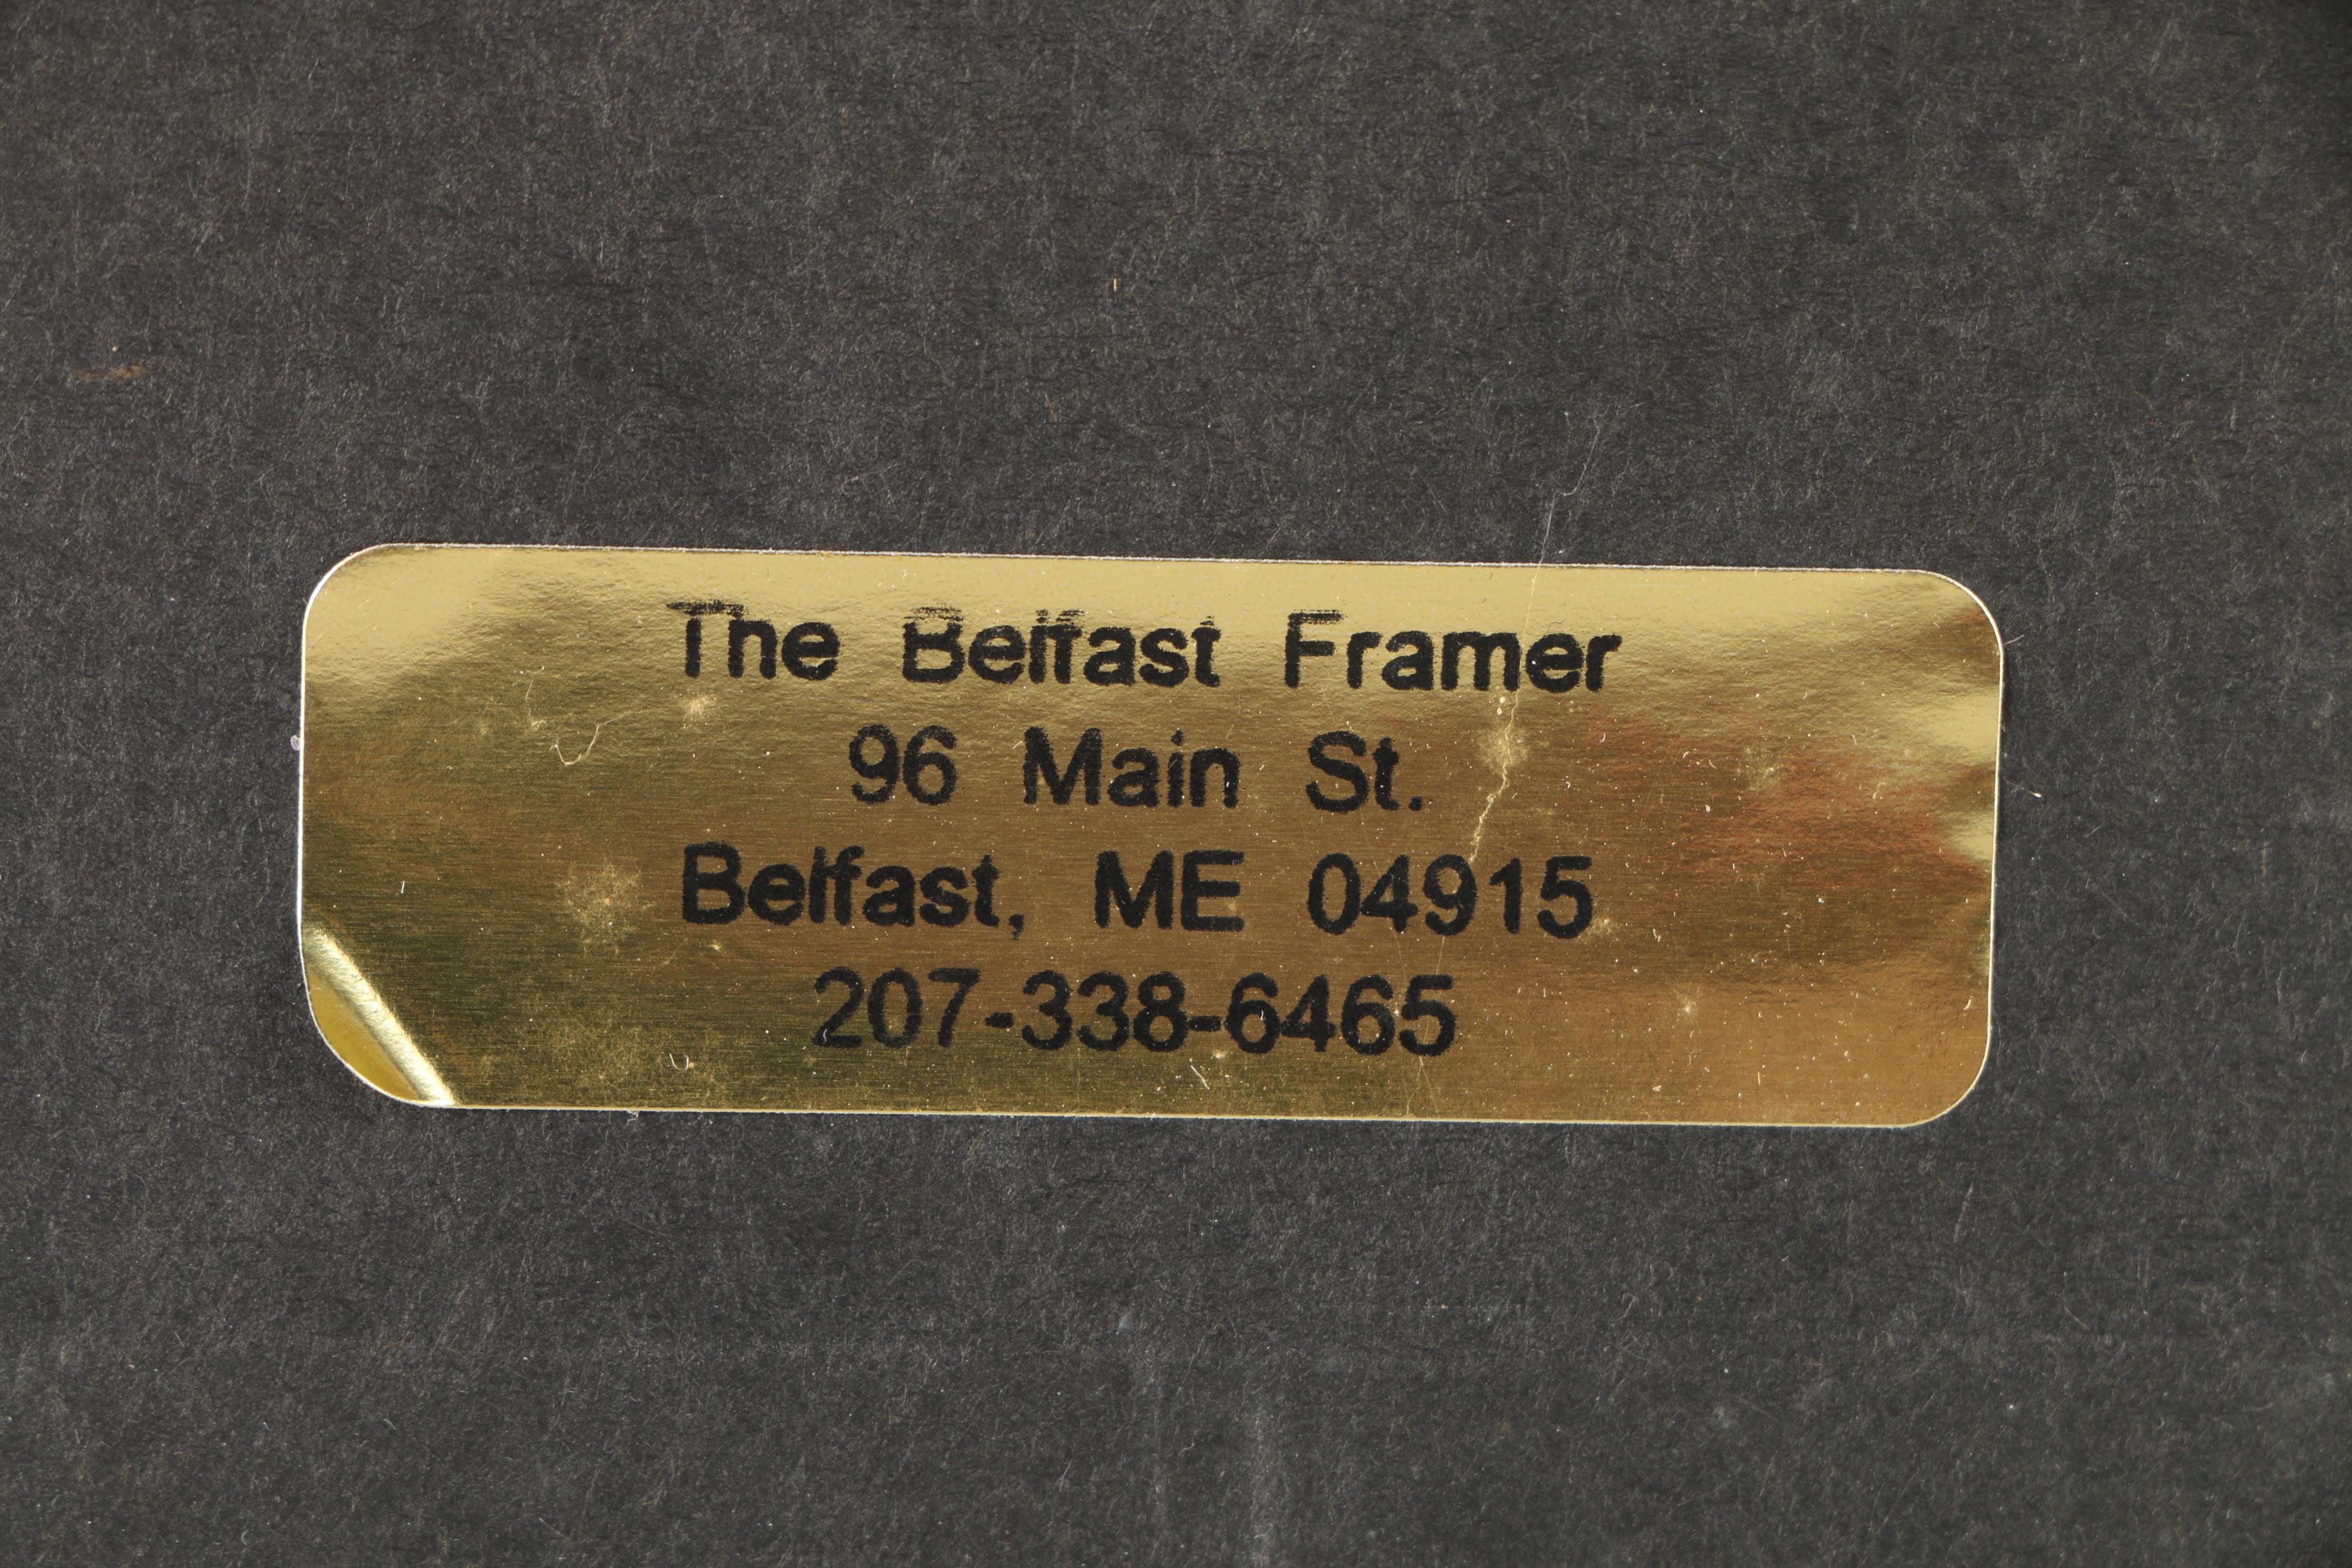 The Belfast Framer
96 Main St.
Belfast, ME 04915
207-338-6465